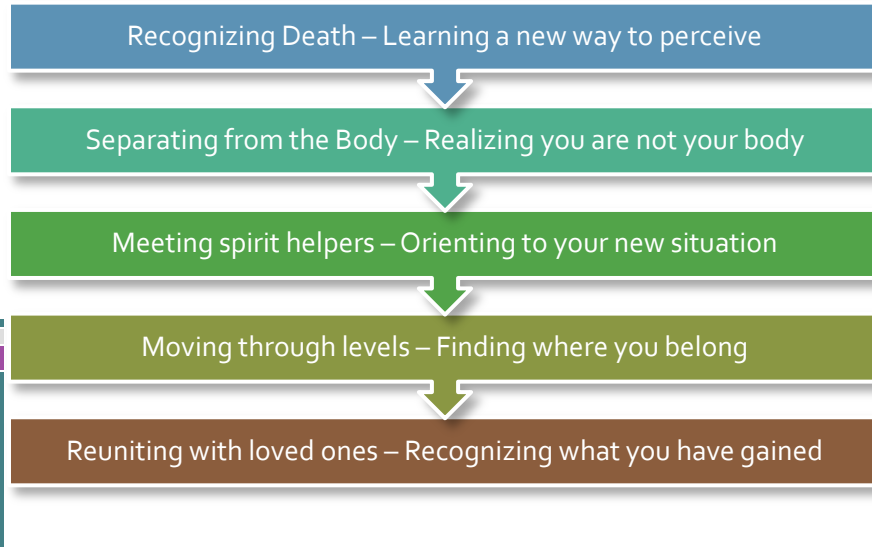 Recognizing Death – Learning a new way to perceive
Separating from the Body – Realizing you are not your body
Meeting spirit helpers – Orienting to your new situation
Moving through levels – Finding where you belong
Reuniting with loved ones – Recognizing what you have gained